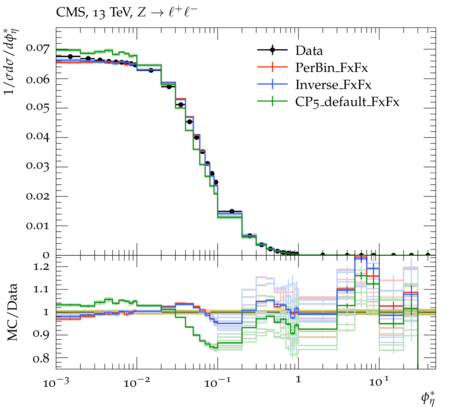 CMS, 13 TeV, Z → ℓ⁺ℓ⁻
1/σdσ/dφ*η
0.07
0.06
0.05
0.04
0.03
0.02
0.01
0
Data
PerBin_FxFx
Inverse_FxFx
CP5_default_FxFx
MC/Data
1.2
1.1
1
0.9
0.8
10⁻³ 10⁻² 10⁻¹ 1 10¹
φ*η